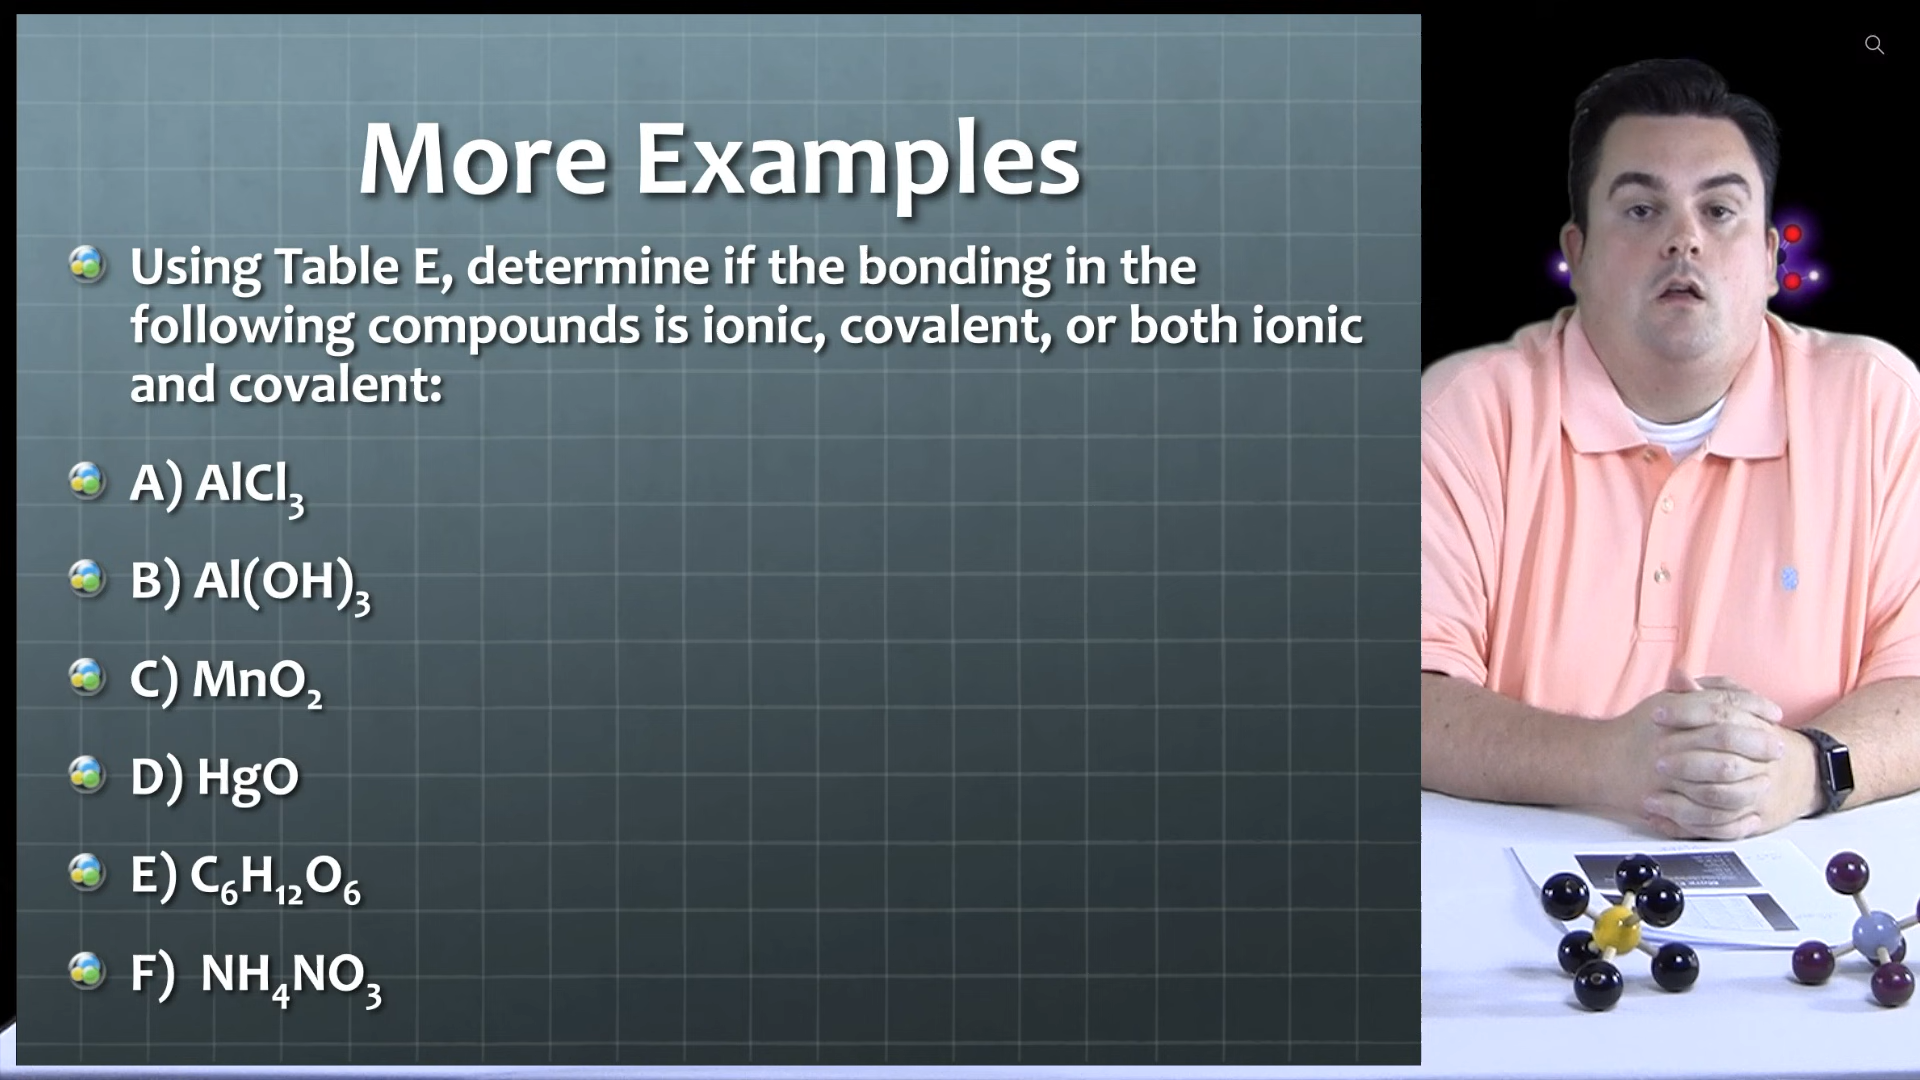 More Examples
Using Table E, determine if the bonding in the
following compounds is ionic, covalent, or both ionic
and covalent:
A) AlCl₃
B) Al(OH)₃
C) MnO₂
D) HgO
E) C₆H₁₂O₆
F) NH₄NO₃